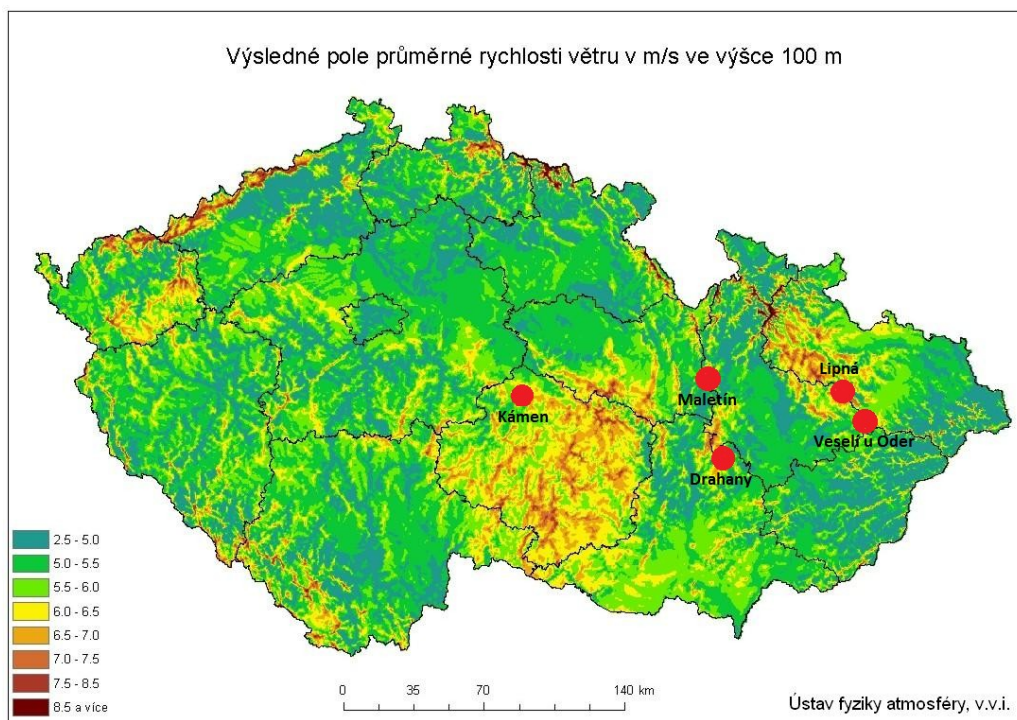 Výsledné pole průměrné rychlosti větru v m/s ve výšce 100 m
Lipná
Maletín
Kámen
Veselí u Oder
Drahany
2.5 - 5.0
5.0 - 5.5
5.5 - 6.0
6.0 - 6.5
6.5 - 7.0
7.0 - 7.5
7.5 - 8.5
8.5 a více
0 35 70 140 km
Ústav fyziky atmosféry, v.v.i.